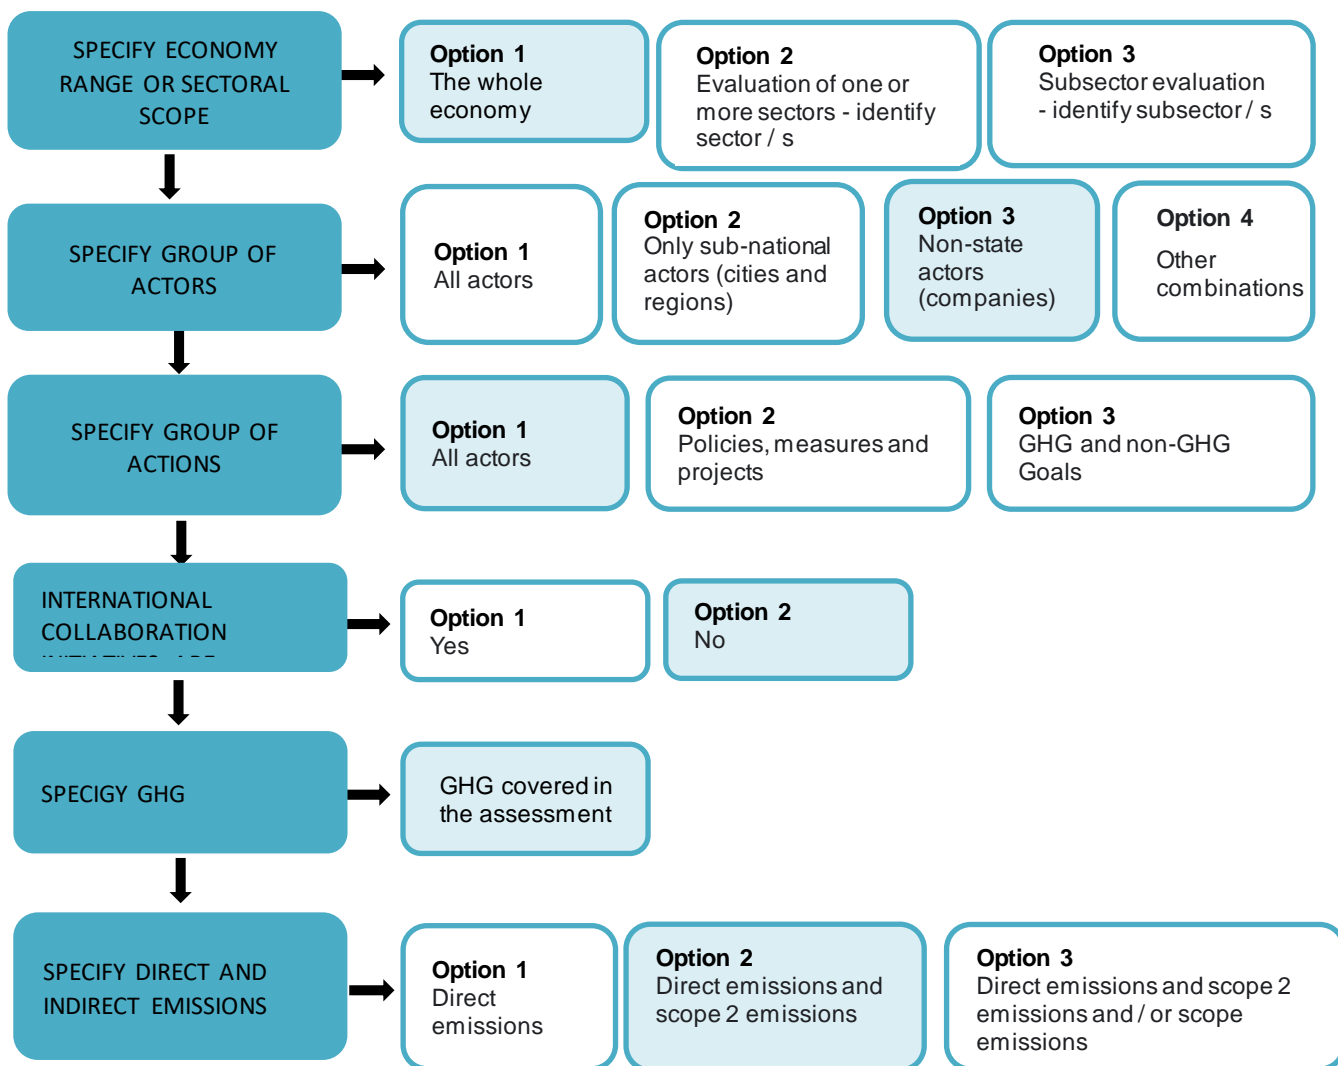 SPECIFY ECONOMY
RANGE OR SECTORAL
SCOPE
Option 1
The whole
economy
Option 2
Evaluation of one or
more sectors - identify
sector / s
Option 3
Subsector evaluation
- identify subsector / s
SPECIFY GROUP OF
ACTORS
Option 1
All actors
Option 2
Only sub-national
actors (cities and
regions)
Option 3
Non-state
actors
(companies)
Option 4
Other
combinations
SPECIFY GROUP OF
ACTIONS
Option 1
All actors
Option 2
Policies, measures and
projects
Option 3
GHG and non-GHG
Goals
INTERNATIONAL
COLLABORATION
Option 1
Yes
Option 2
No
SPECIGY GHG
GHG covered in
the assessment
SPECIFY DIRECT AND
INDIRECT EMISSIONS
Option 1
Direct
emissions
Option 2
Direct emissions and
scope 2 emissions
Option 3
Direct emissions and scope 2
emissions and / or scope
emissions